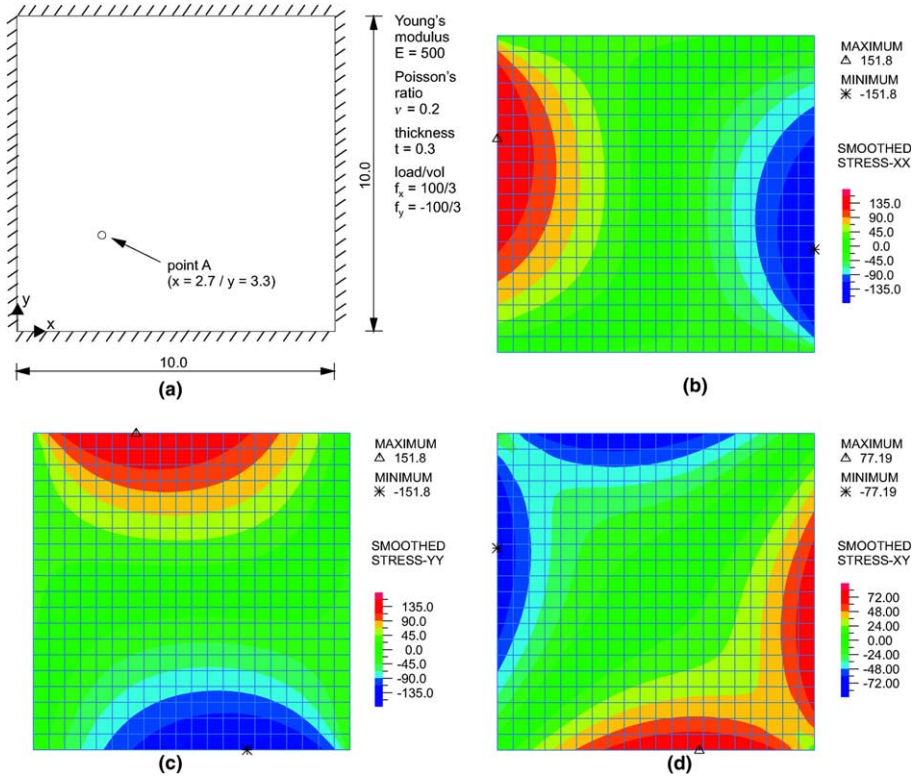 Young's
modulus
E = 500
Poisson's
ratio
ν = 0.2
thickness
t = 0.3
load/vol
fx = 100/3
fy = -100/3
10.0
point A
(x = 2.7 / y = 3.3)
y
x
10.0
(a)
MAXIMUM
△ 151.8
MINIMUM
-151.8
SMOOTHED
STRESS-XX
135.0
90.0
45.0
0.0
-45.0
-90.0
-135.0
(b)
MAXIMUM
△ 151.8
MINIMUM
-151.8
SMOOTHED
STRESS-YY
135.0
90.0
45.0
0.0
-45.0
-90.0
-135.0
(c)
MAXIMUM
△ 77.19
MINIMUM
-77.19
SMOOTHED
STRESS-XY
72.00
48.00
24.00
0.00
-24.00
-48.00
-72.00
(d)